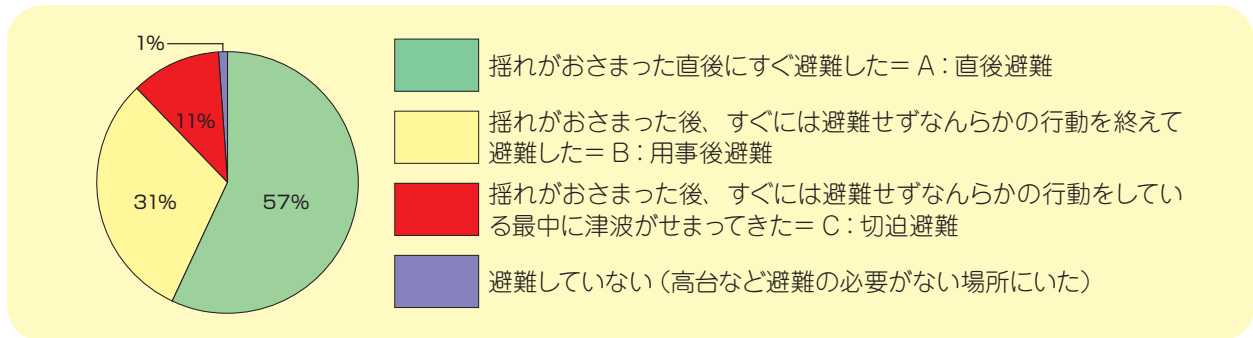 1%
11%
31%
57%
揺れがおさまった直後にすぐ避難した＝ A：直後避難
揺れがおさまった後、すぐには避難せずなんらかの行動を終えて
避難した＝ B：用事後避難
揺れがおさまった後、すぐには避難せずなんらかの行動をしてい
る最中に津波がせまってきた＝ C：切迫避難
避難していない（高台など避難の必要がない場所にいた）